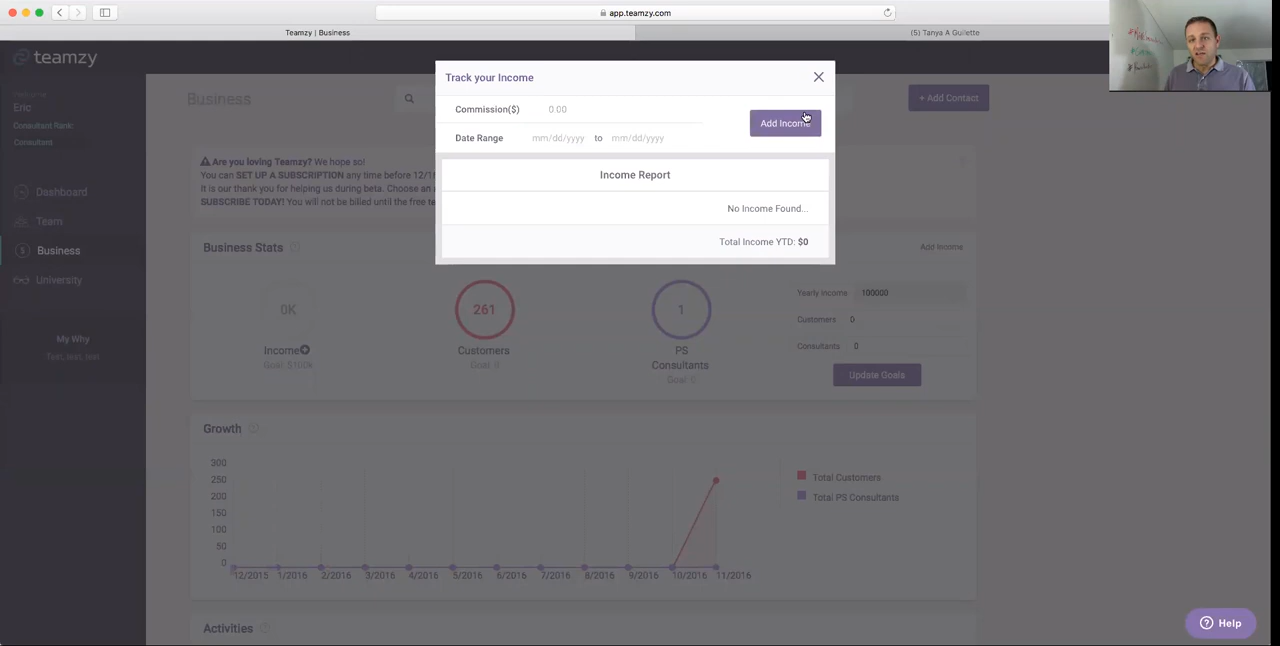 app.teamzy.com
Teamzy | Business
(5) Tanya A Gullette
teamzy
Eric
Consultant Rank:
Consultant
Dashboard
Team
Business
University
My Why
Test, test, test
Business
+ Add Contact
Track your Income
Commission($) 0.00
Add Income
Date Range mm/dd/yyyy to mm/dd/yyyy
Income Report
No Income Found...
Total Income YTD: $0
Are you loving Teamzy? We hope so!
You can SET UP A SUBSCRIPTION any time before 12/1
It is our thank you for helping us during beta. Choose an
SUBSCRIBE TODAY! You will not be billed until the free t
Business Stats
Add Income
0K
Income
Goal: $100k
261
Customers
Goal: 0
1
PS
Consultants
Goal: 0
Yearly Income 100000
Customers 0
Consultants 0
Update Goals
Growth
300
250
200
150
100
50
0
12/2015 1/2016 2/2016 3/2016 4/2016 5/2016 6/2016 7/2016 8/2016 9/2016 10/2016 11/2016
Total Customers
Total PS Consultants
Activities
Help